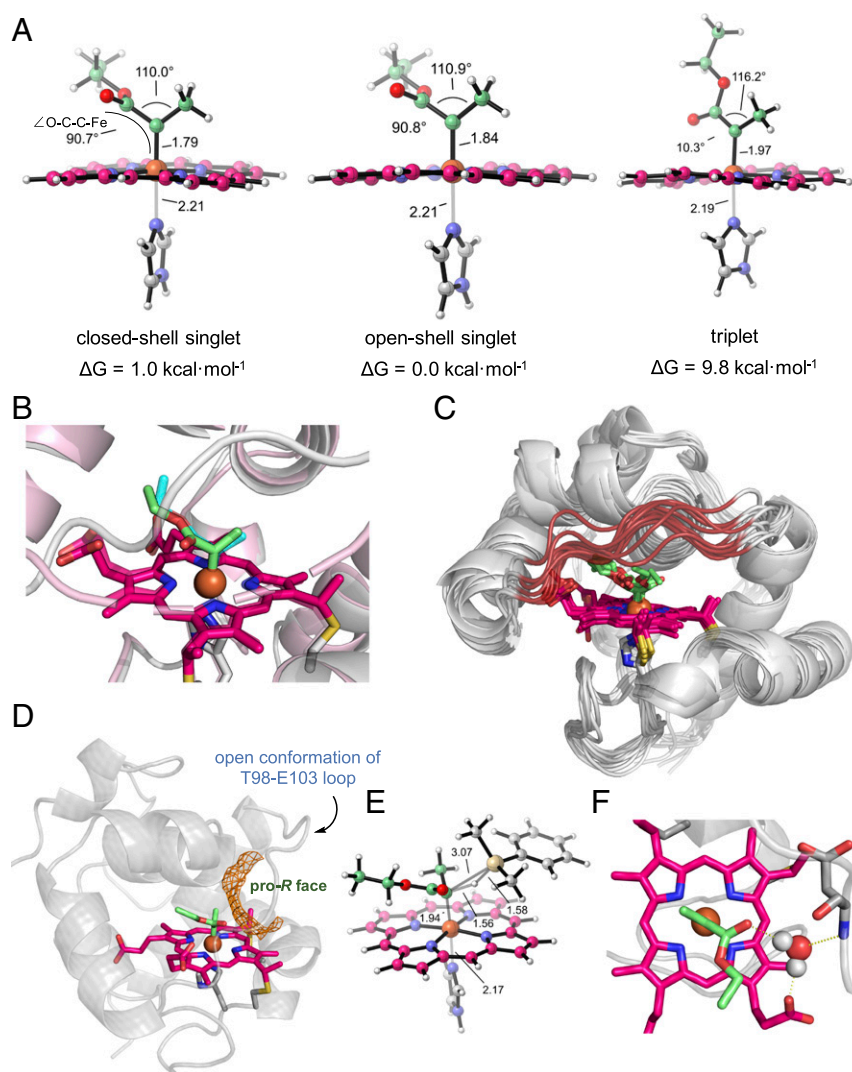 A
110.0°
∠O-C-C-Fe
90.7°
1.79
2.21
closed-shell singlet
ΔG = 1.0 kcal·mol-1
110.9°
90.8°
1.84
2.21
open-shell singlet
ΔG = 0.0 kcal·mol-1
116.2°
10.3°
1.97
2.19
triplet
ΔG = 9.8 kcal·mol-1
B
C
D
open conformation of
T98-E103 loop
pro-R face
E
3.07
1.94
1.56
1.58
2.17
F